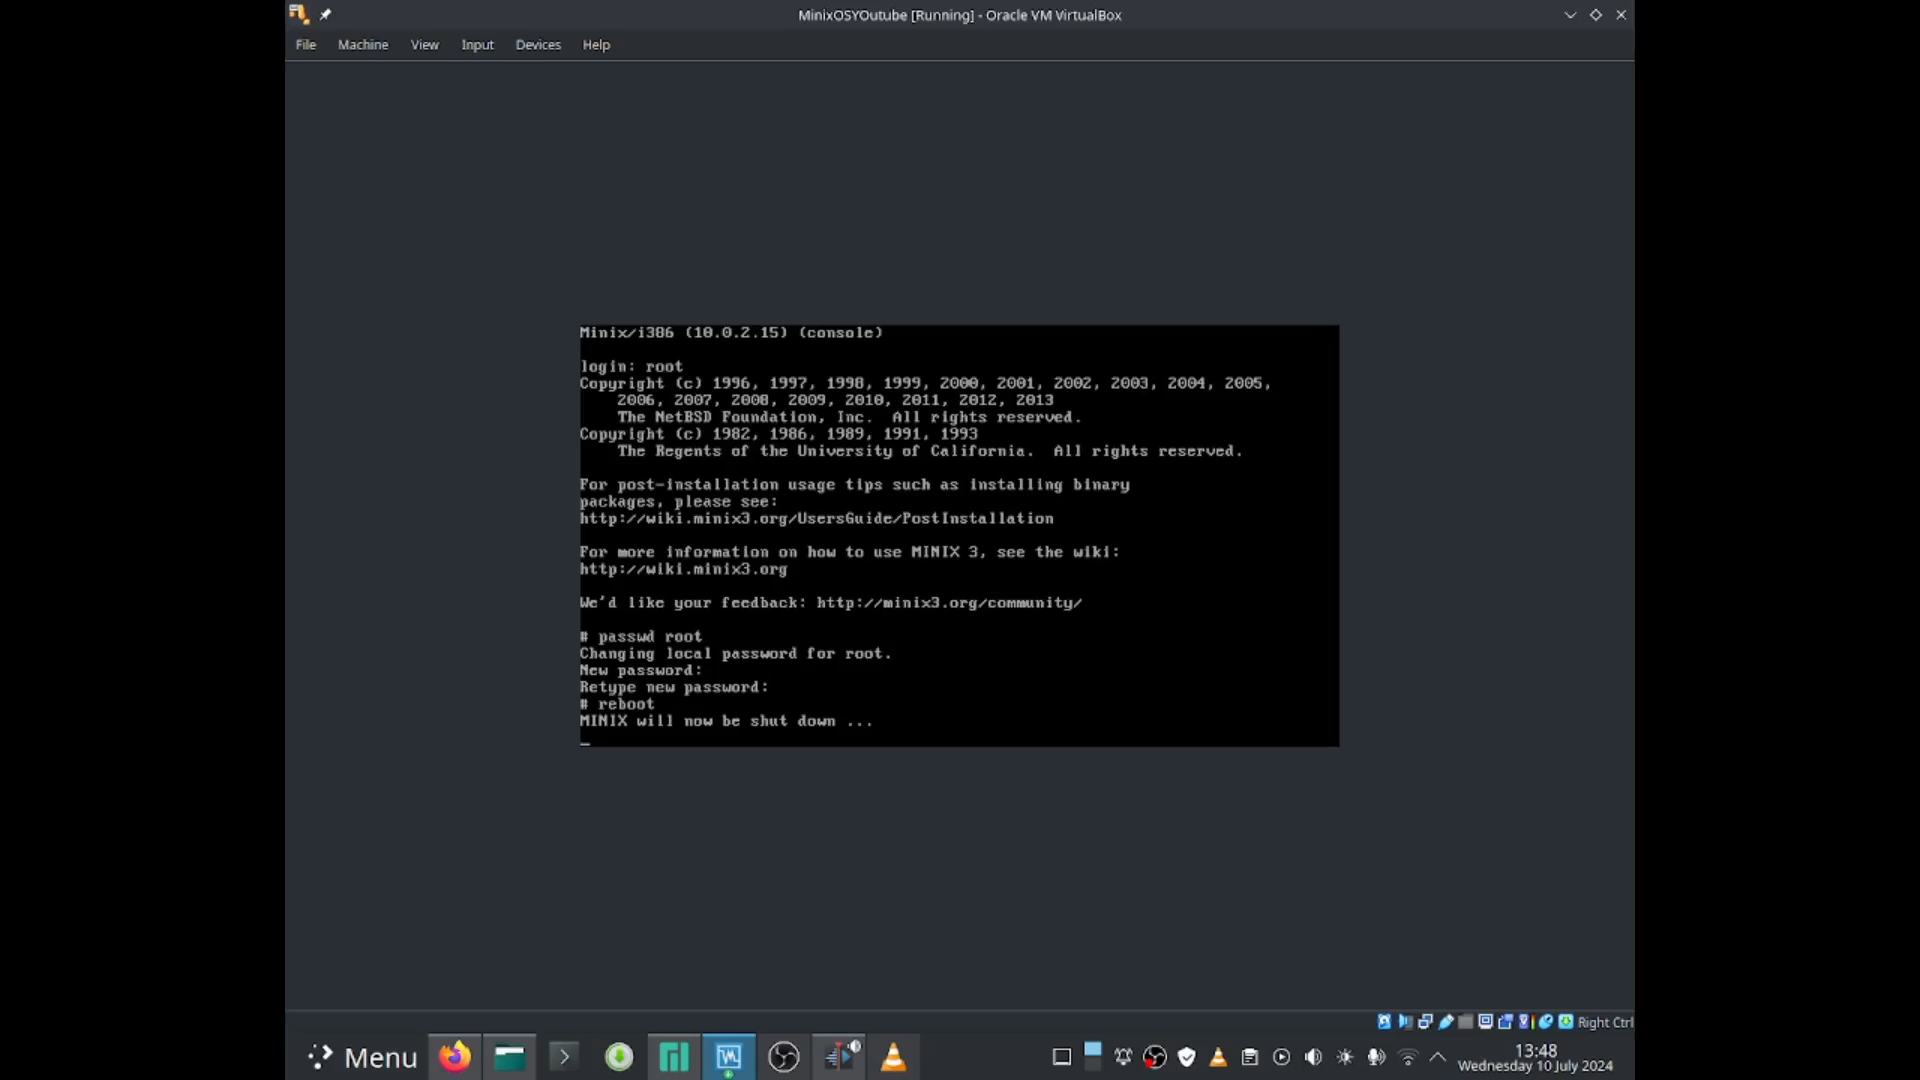 MinixOSYOutube [Running] - Oracle VM VirtualBox
File Machine View Input Devices Help
Minix/i386 (10.0.2.15) (console)
login: root
Copyright (c) 1996, 1997, 1998, 1999, 2000, 2001, 2002, 2003, 2004, 2005,
2006, 2007, 2008, 2009, 2010, 2011, 2012, 2013
The NetBSD Foundation, Inc.  All rights reserved.
Copyright (c) 1982, 1986, 1989, 1991, 1993
The Regents of the University of California.  All rights reserved.
For post-installation usage tips such as installing binary
packages, please see:
http://wiki.minix3.org/UsersGuide/PostInstallation
For more information on how to use MINIX 3, see the wiki:
http://wiki.minix3.org
We'd like your feedback: http://minix3.org/community/
# passwd root
Changing local password for root.
New password:
Retype new password:
# reboot
MINIX will now be shut down ...
Right Ctrl
Menu
13:48
Wednesday 10 July 2024